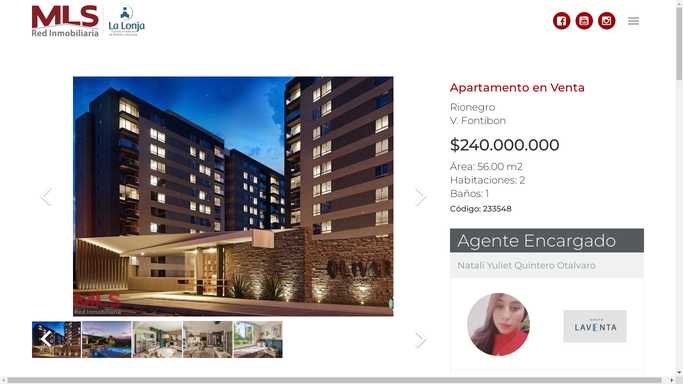 MLS
Red Inmobiliaria
La Lonja
Apartamento en Venta
Rionegro
V. Fontibon
$240.000.000
Área: 56.00 m2
Habitaciones: 2
Baños: 1
Código: 233548
Agente Encargado
Natali Yuliet Quintero Otalvaro
MLS
Red Inmobiliaria
LAVENTA